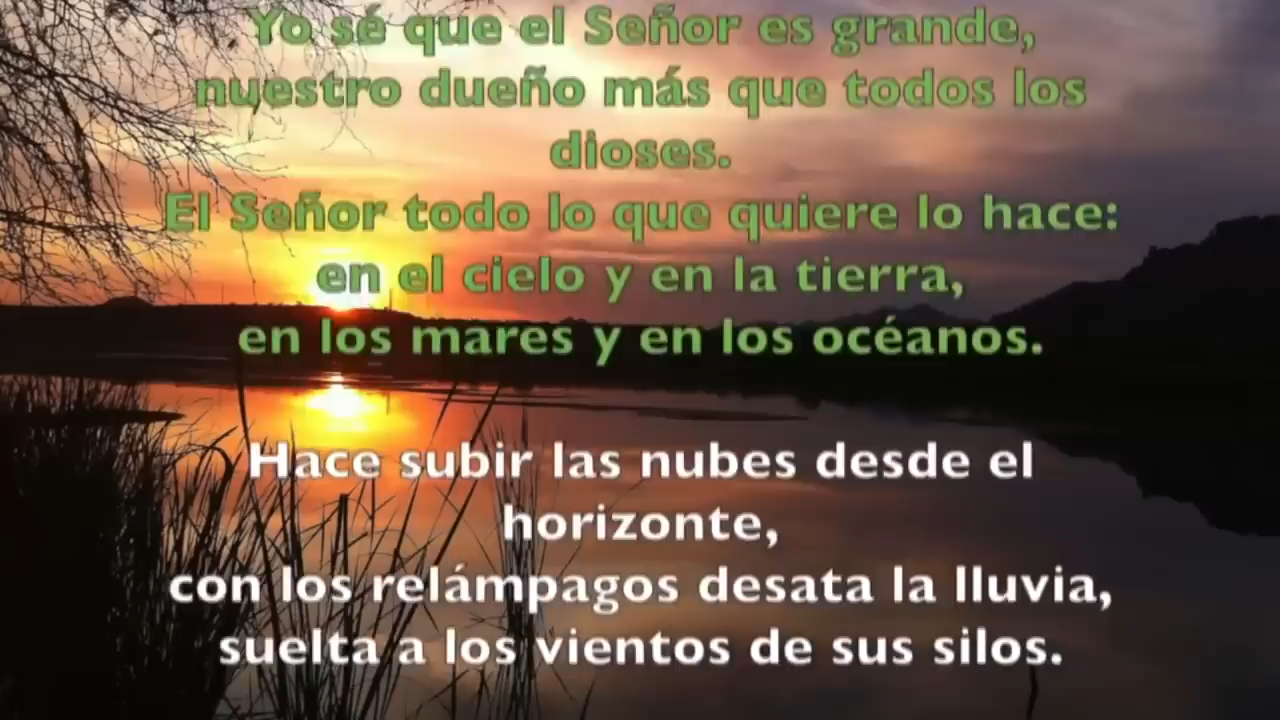 Yo sé que el Señor es grande,
nuestro dueño más que todos los
dioses.
El Señor todo lo que quiere lo hace:
en el cielo y en la tierra,
en los mares y en los océanos.
Hace subir las nubes desde el
horizonte,
con los relámpagos desata la lluvia,
suelta a los vientos de sus silos.